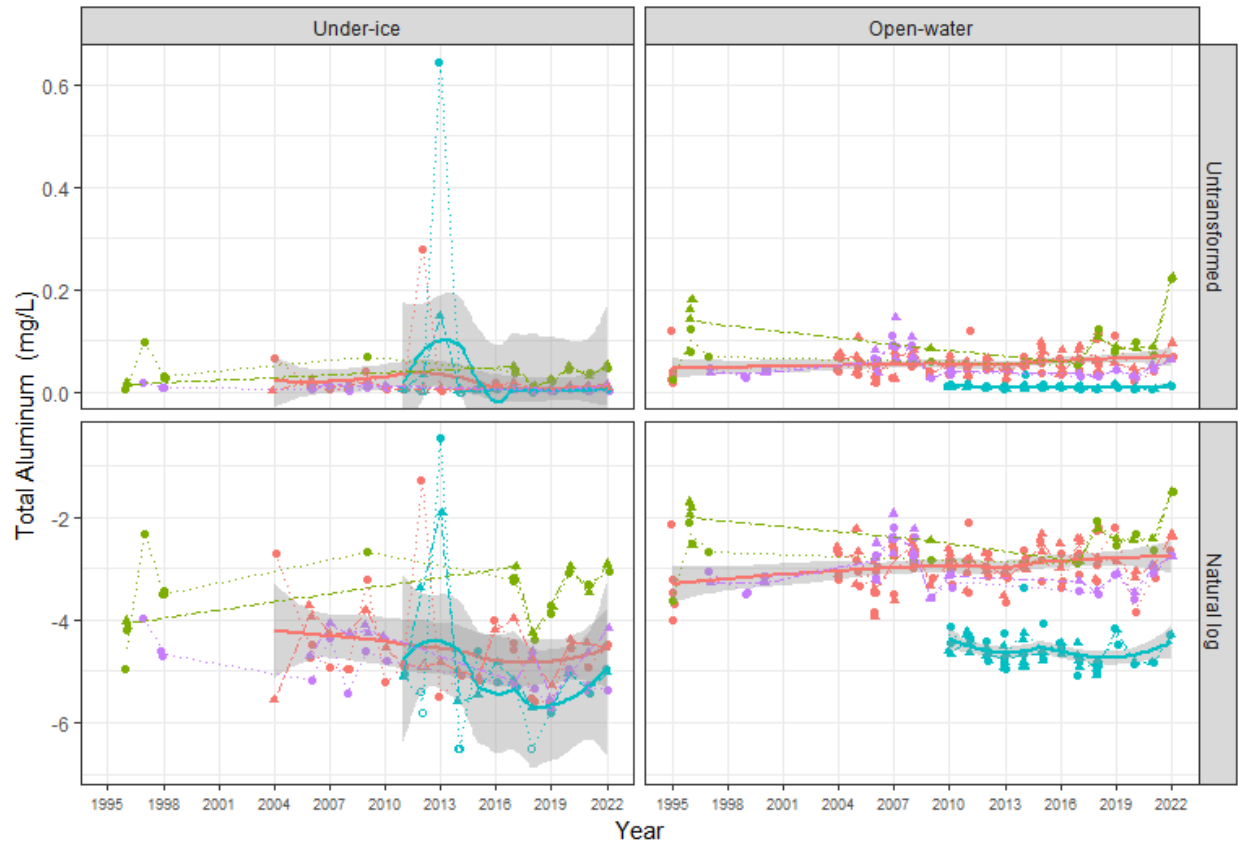 Under-ice Open-water
Total Aluminum (mg/L)
0.6
0.4
0.2
0.0
Untransformed
-2
-4
-6
Natural log
1995 1998 2001 2004 2007 2010 2013 2016 2019 2022 1995 1998 2001 2004 2007 2010 2013 2016 2019 2022
Year